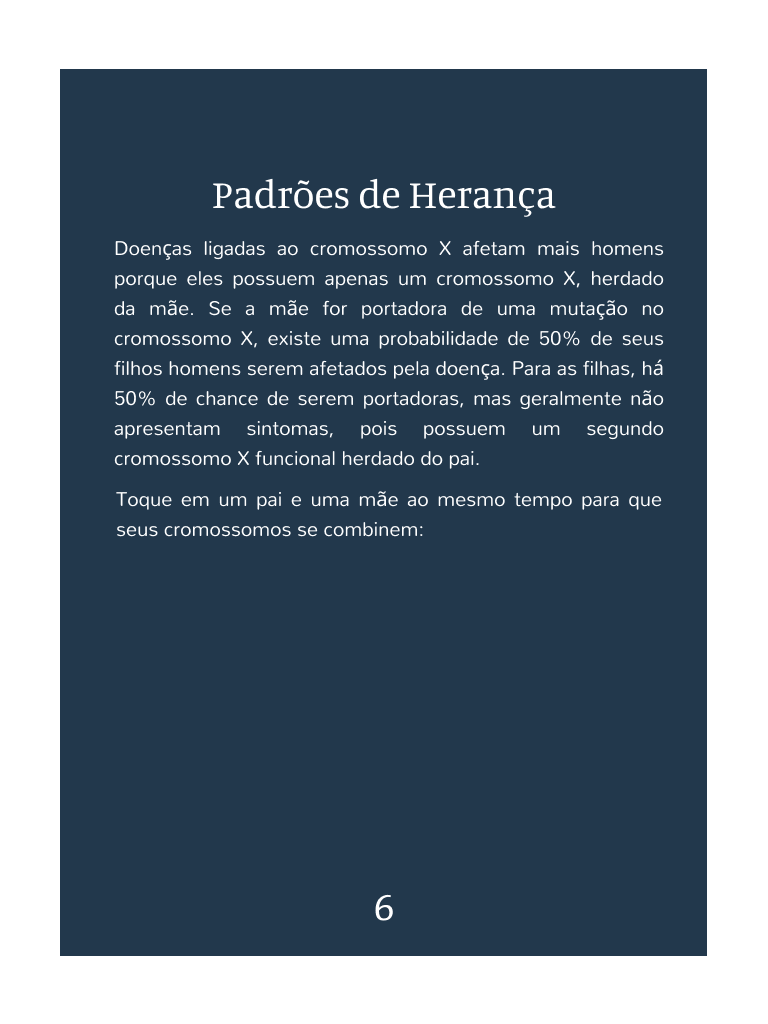 Padrões de Herança
Doenças ligadas ao cromossomo X afetam mais homens
porque eles possuem apenas um cromossomo X, herdado
da mãe. Se a mãe for portadora de uma mutação no
cromossomo X, existe uma probabilidade de 50% de seus
filhos homens serem afetados pela doença. Para as filhas, há
50% de chance de serem portadoras, mas geralmente não
apresentam sintomas, pois possuem um segundo
cromossomo X funcional herdado do pai.
Toque em um pai e uma mãe ao mesmo tempo para que
seus cromossomos se combinem:
6